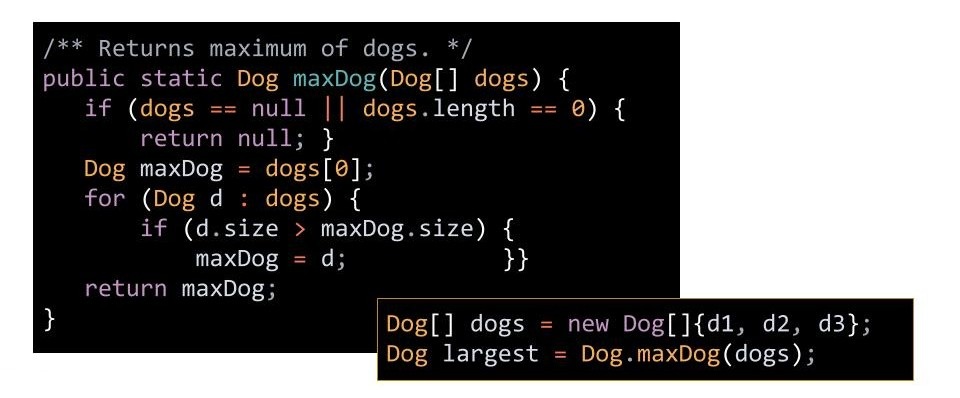 /** Returns maximum of dogs. */
public static Dog maxDog(Dog[] dogs) {
   if (dogs == null || dogs.length == 0) {
       return null; }
   Dog maxDog = dogs[0];
   for (Dog d : dogs) {
       if (d.size > maxDog.size) {
           maxDog = d;           }}
   return maxDog;
}
Dog[] dogs = new Dog[]{d1, d2, d3};
Dog largest = Dog.maxDog(dogs);